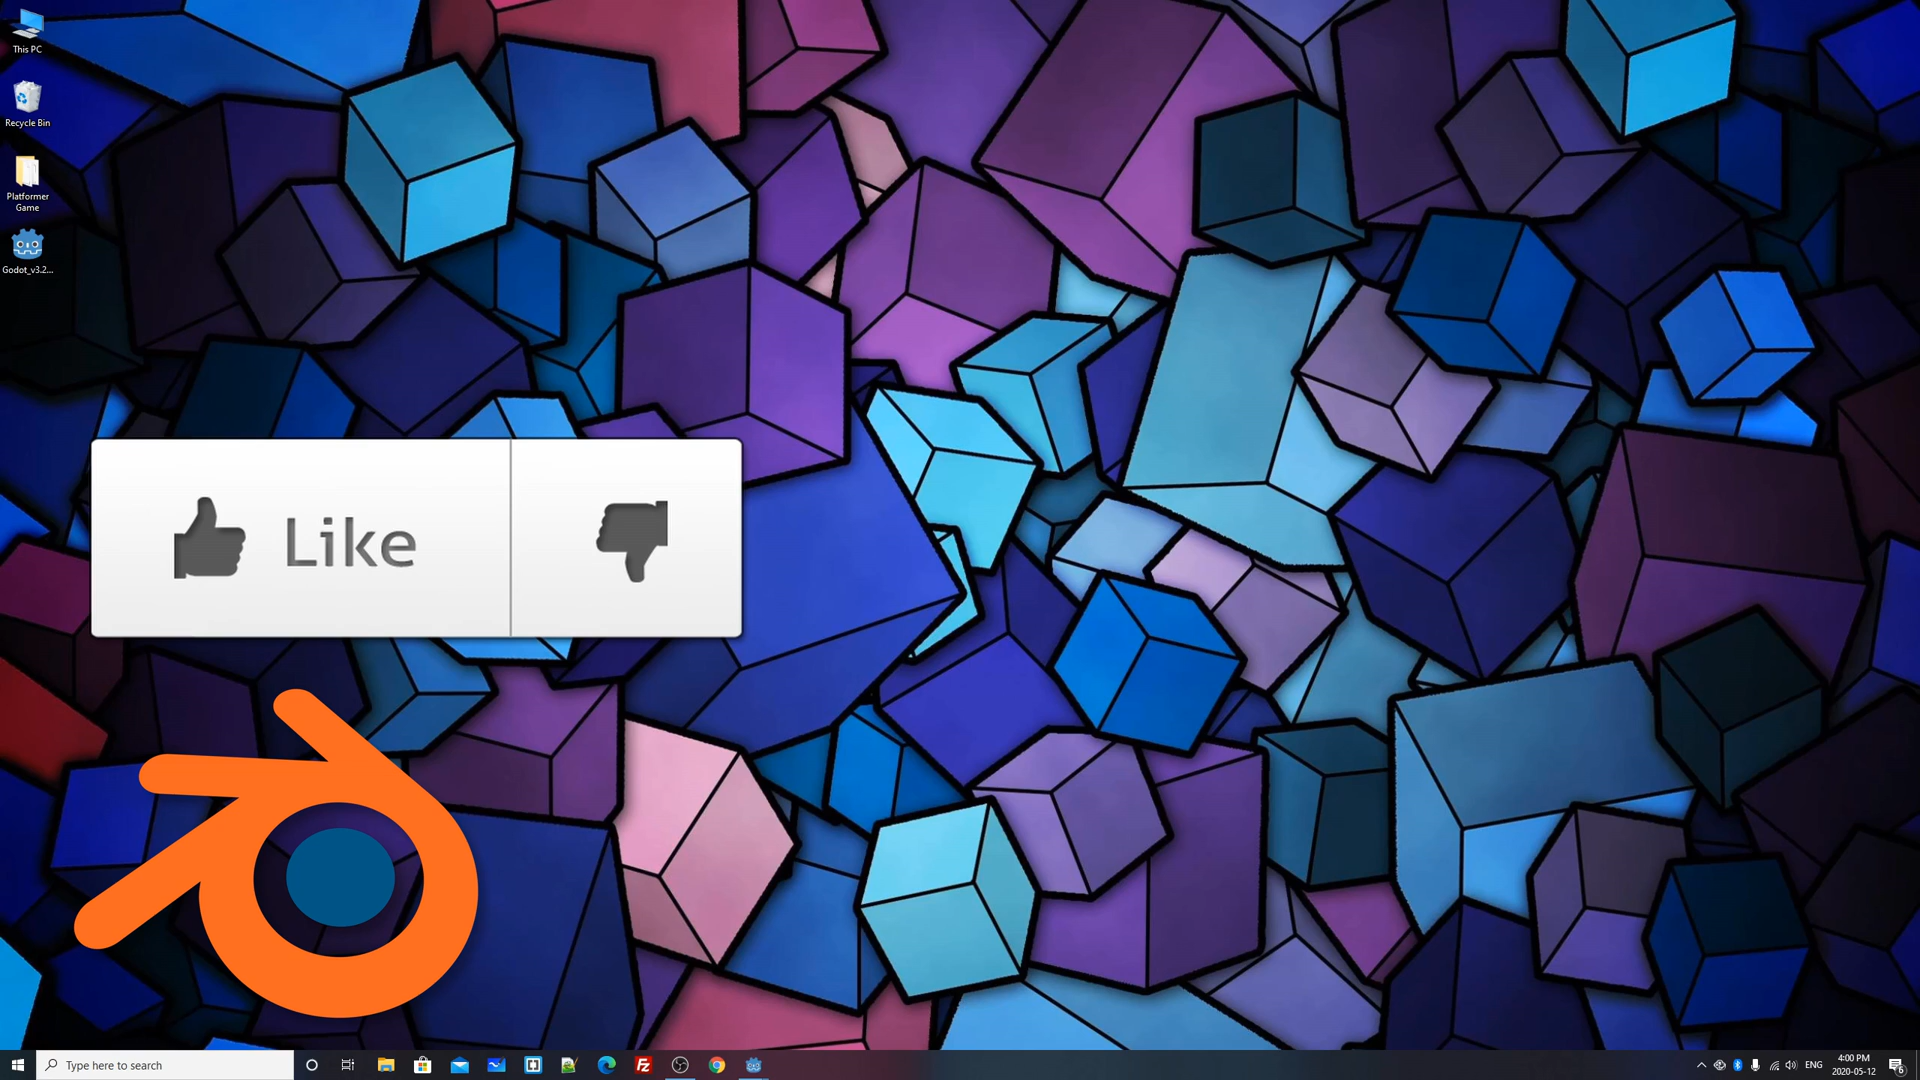 This PC
Recycle Bin
Platformer
Game
Godot_v3.2...
Like
Type here to search
ENG
4:00 PM
2020-05-12
6